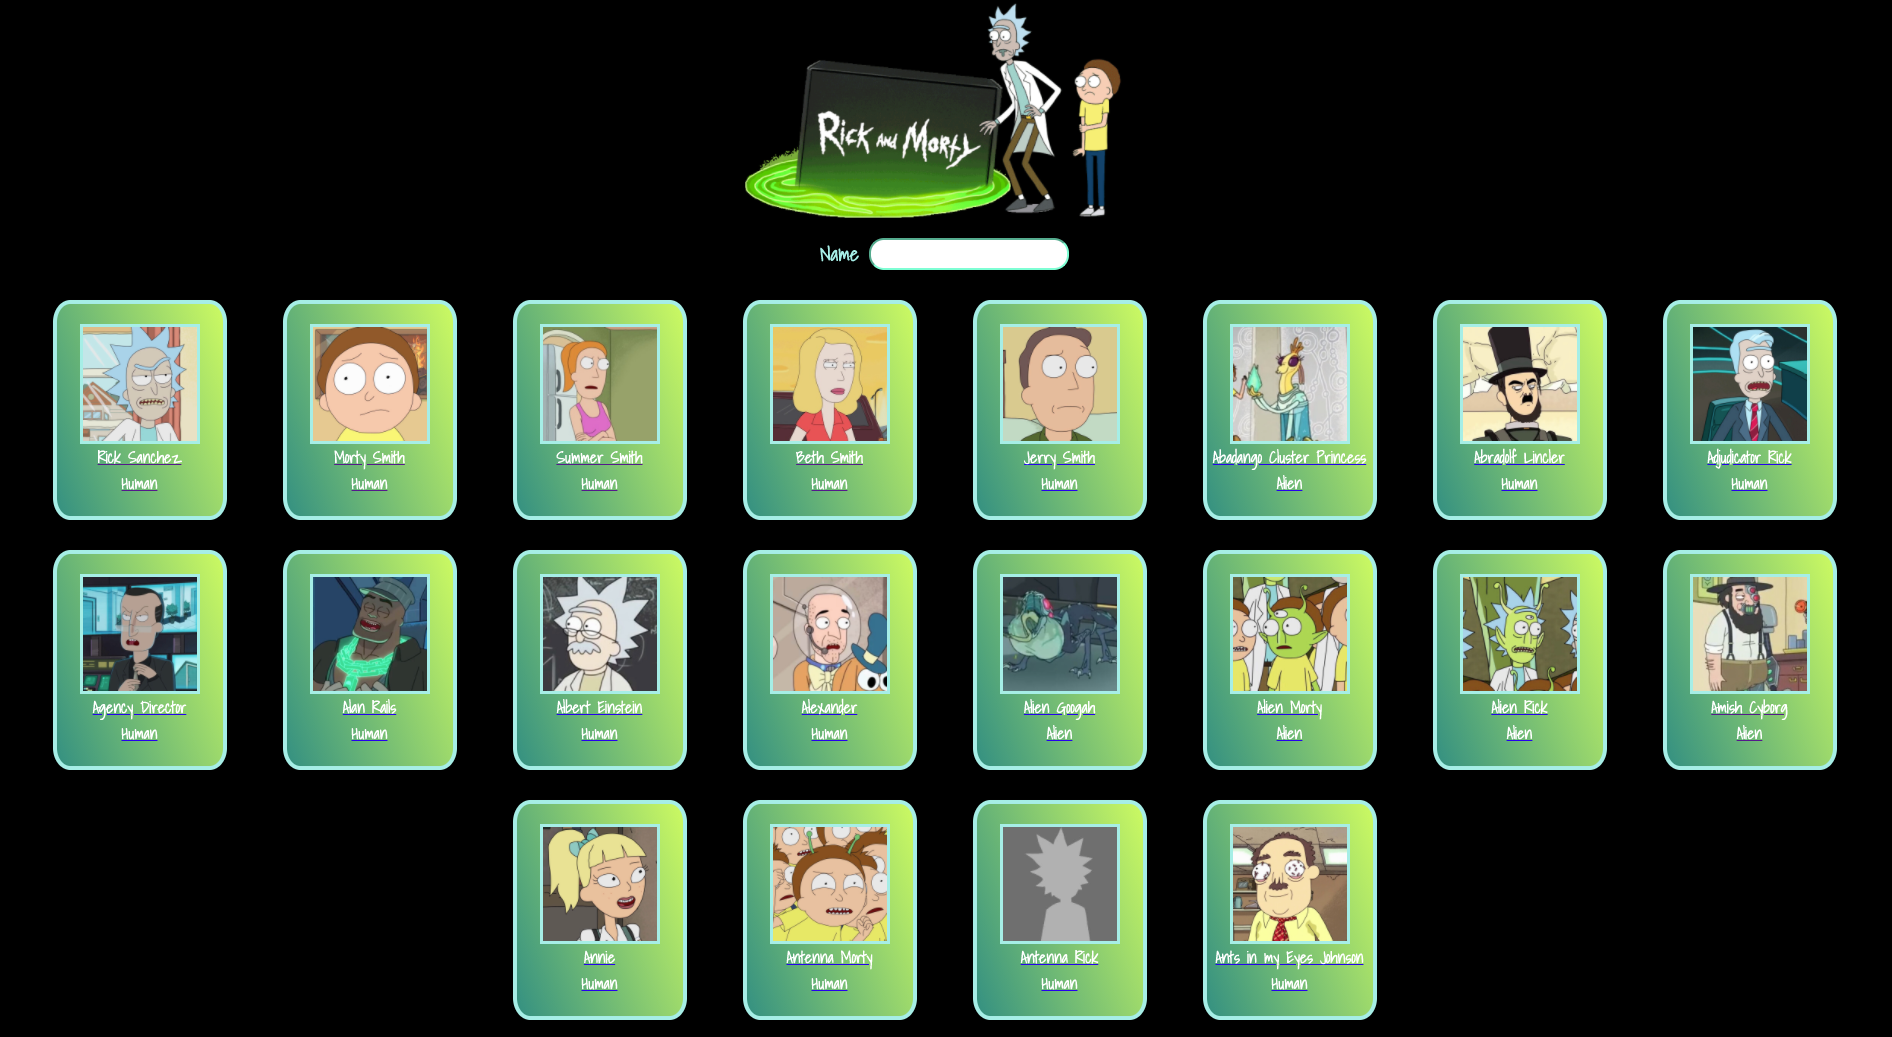 Rick and Morty
Name
Rick Sanchez
Human
Morty Smith
Human
Summer Smith
Human
Beth Smith
Human
Jerry Smith
Human
Abadango Cluster Princess
Alien
Abradolf Lincler
Human
Adjudicator Rick
Human
Agency Director
Human
Alan Rails
Human
Albert Einstein
Human
Alexander
Human
Alien Googah
Alien
Alien Morty
Alien
Alien Rick
Alien
Amish Cyborg
Alien
Annie
Human
Antenna Morty
Human
Antenna Rick
Human
Ants in my Eyes Johnson
Human